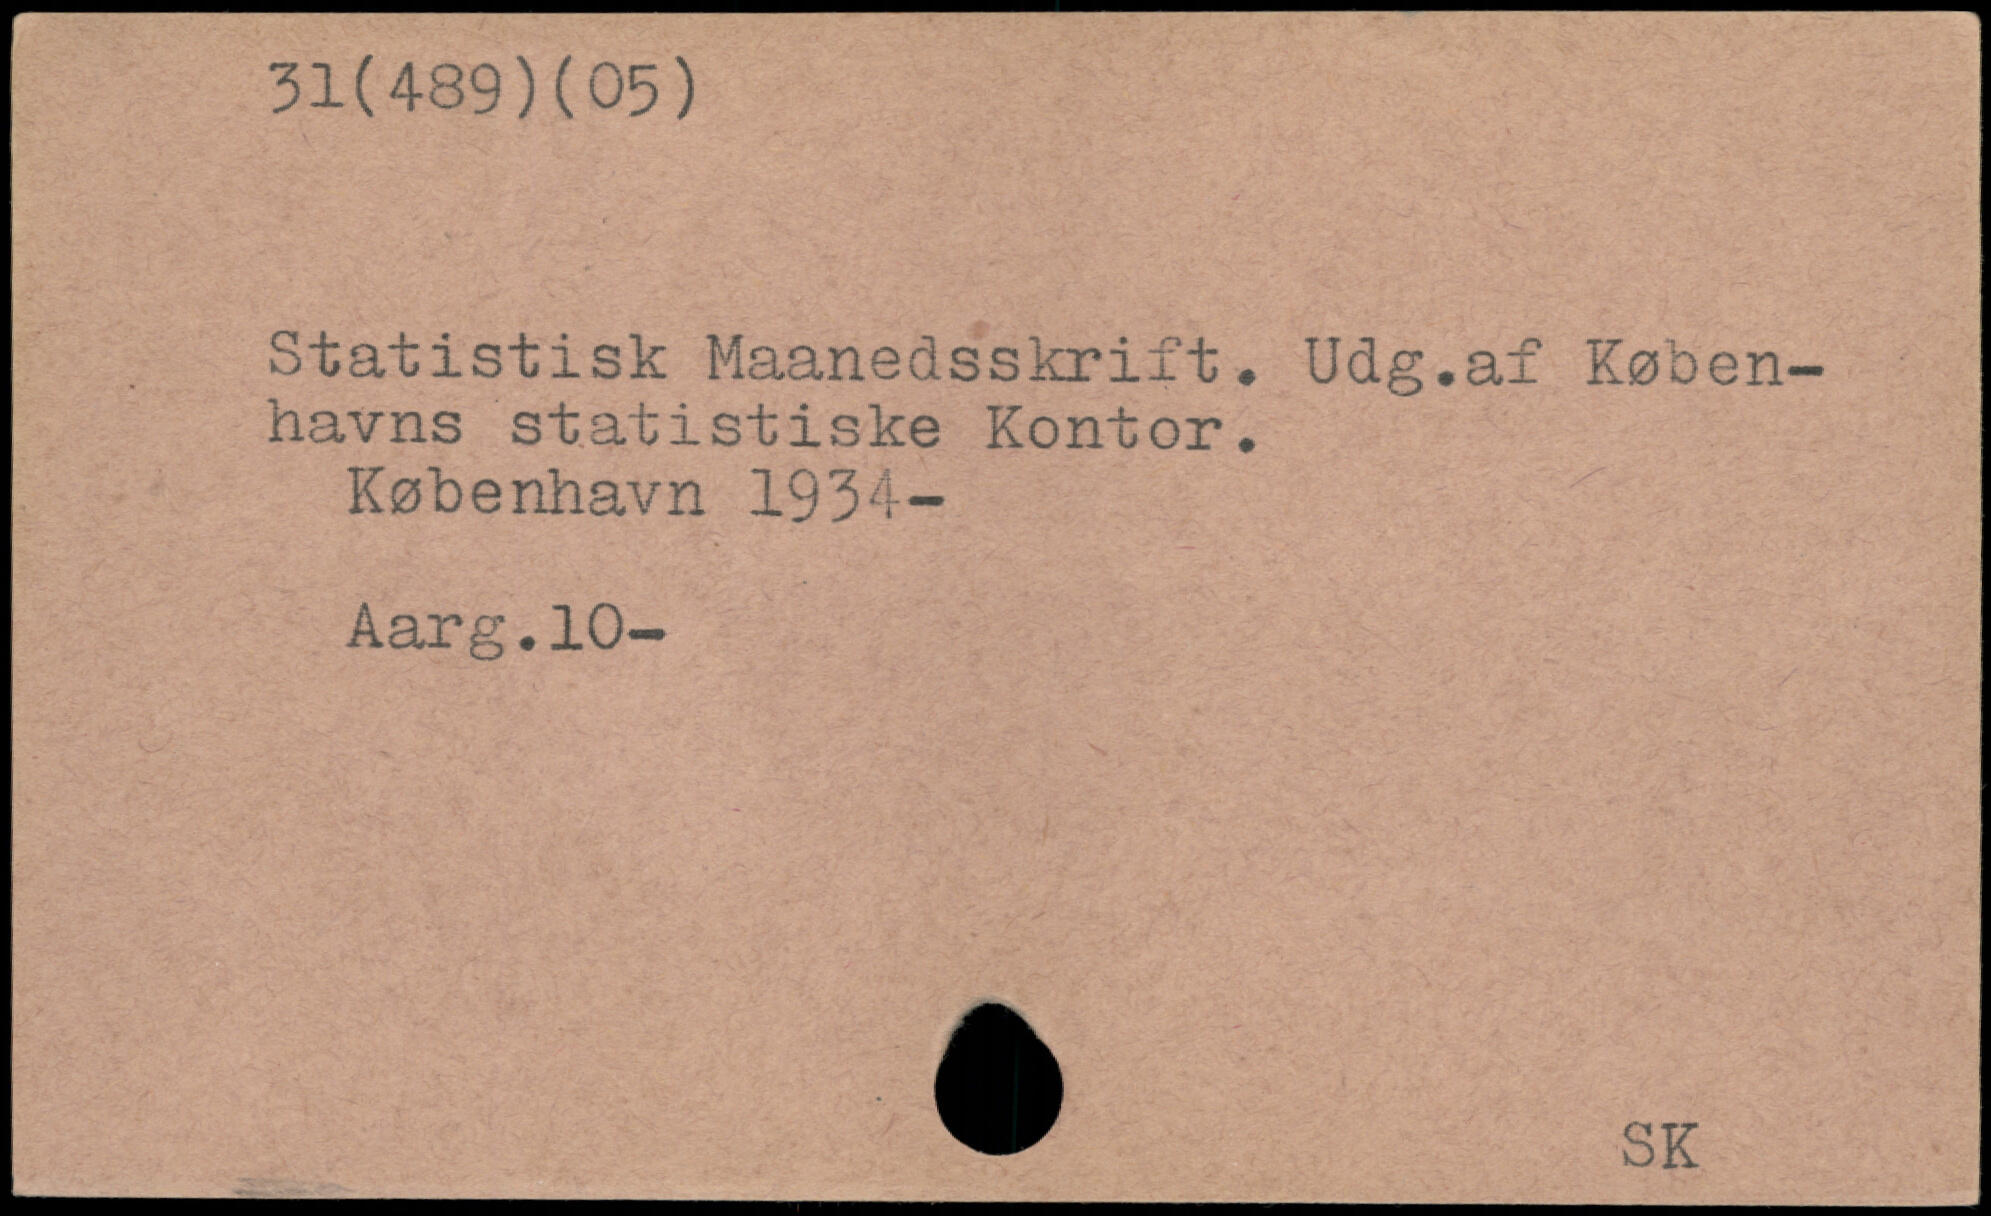 31(489)(05)
Statistisk Maanedsskrift. Udg.af Køben-
havns statistiske Kontor.
København 1934-
Aarg.10-
SK